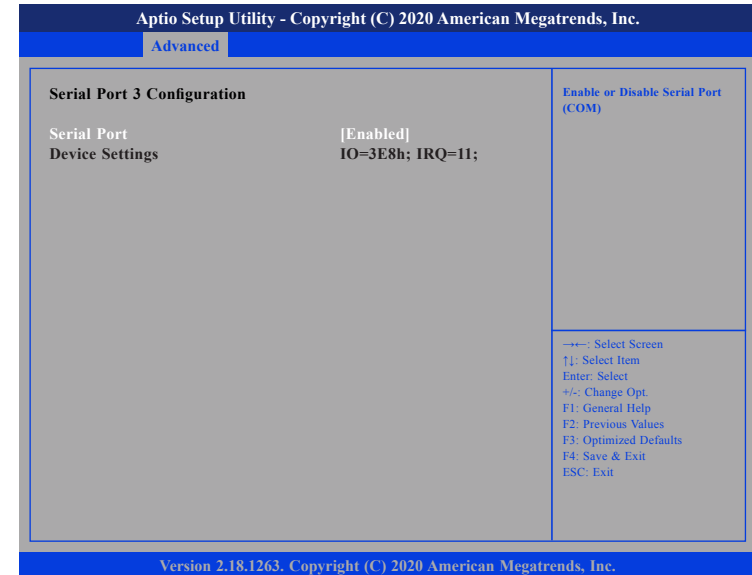 Aptio Setup Utility - Copyright (C) 2020 American Megatrends, Inc.
Advanced
Serial Port 3 Configuration
Serial Port [Enabled]
Device Settings IO=3E8h; IRQ=11;
Enable or Disable Serial Port
(COM)
→←: Select Screen
↑↓: Select Item
Enter: Select
+/-: Change Opt.
F1: General Help
F2: Previous Values
F3: Optimized Defaults
F4: Save & Exit
ESC: Exit
Version 2.18.1263. Copyright (C) 2020 American Megatrends, Inc.